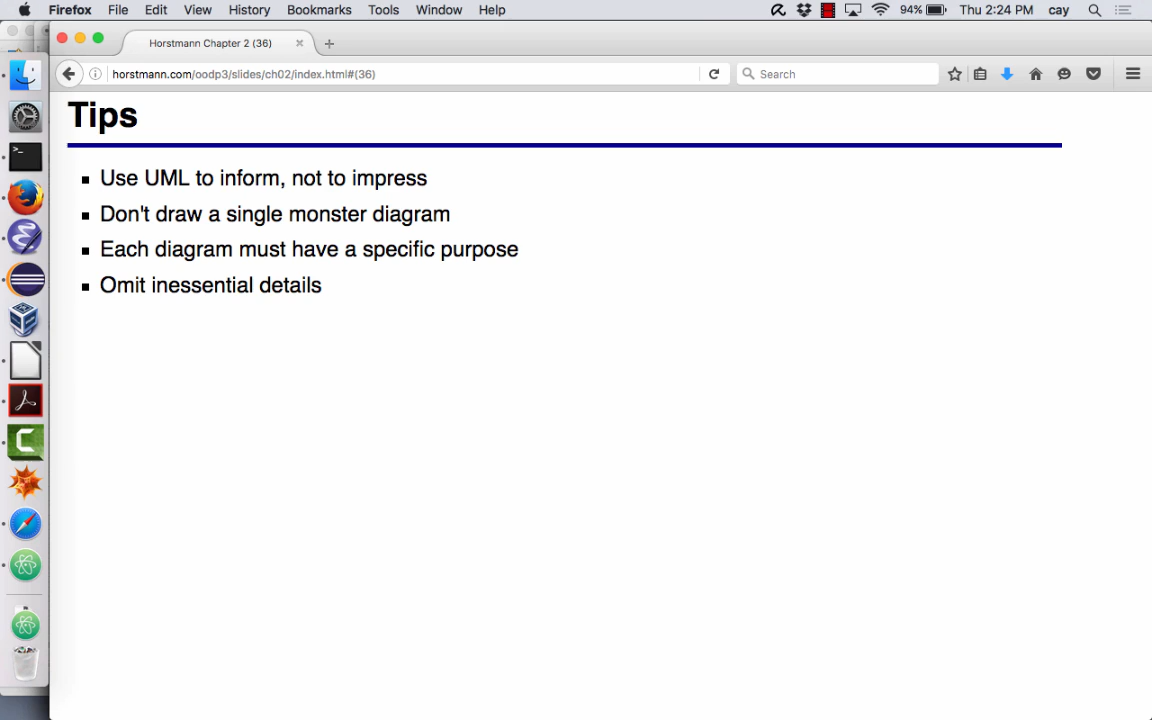 Firefox File Edit View History Bookmarks Tools Window Help 94% Thu 2:24 PM cay
Horstmann Chapter 2 (36)
horstmann.com/oodp3/slides/ch02/index.html#(36) Search
Tips
Use UML to inform, not to impress
Don't draw a single monster diagram
Each diagram must have a specific purpose
Omit inessential details